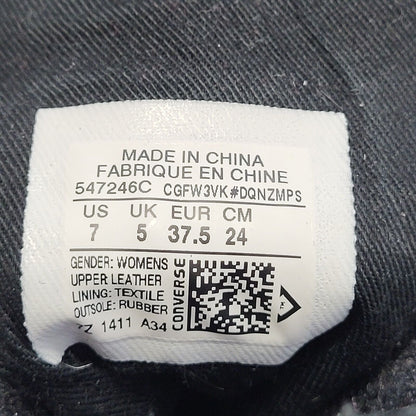 MADE IN CHINA
FABRIQUE EN CHINE
547246C CGFW3VK#DQNZMPS
US UK EUR CM
7 5 37.5 24
GENDER: WOMENS
UPPER: LEATHER
LINING: TEXTILE
OUTSOLE: RUBBER
1411 A34
CONVERSE